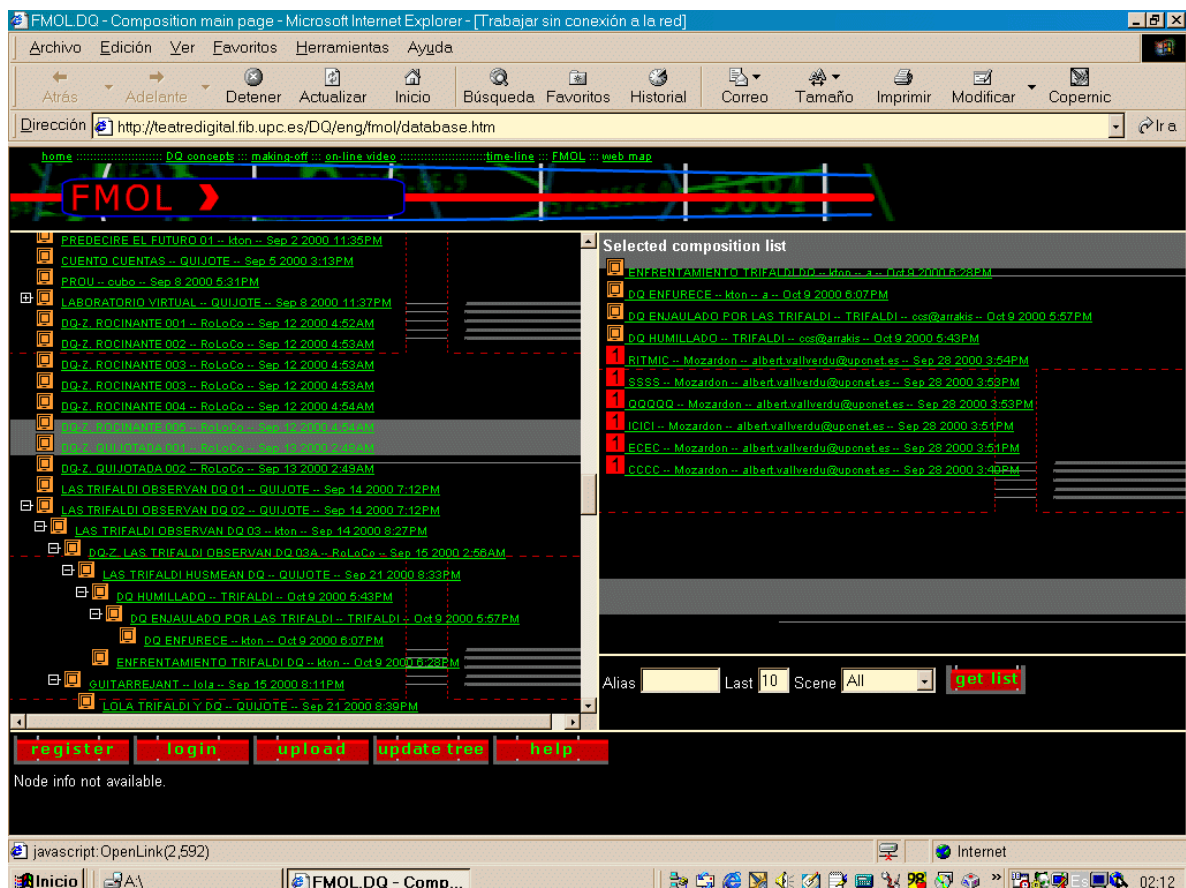 FMOL.DQ - Composition main page - Microsoft Internet Explorer - [Trabajar sin conexión a la red]
Archivo Edición Ver Favoritos Herramientas Ayuda
Atrás Adelante Detener Actualizar Inicio Búsqueda Favoritos Historial Correo Tamaño Imprimir Modificar Copernic
Dirección http://teatredigital.fib.upc.es/DQ/eng/fmol/database.htm Ir a
home ::::::::::::::::::::::::: DQ concepts ::: making-off ::: on-line video :::::::::::::::::::::::::time-line ::: FMOL ::: web map
FMOL
5684
PREDECIRE EL FUTURO 01 -- kton -- Sep 2 2000 11:35PM
CUENTO CUENTAS -- QUIJOTE -- Sep 5 2000 3:13PM
PROU -- cubo -- Sep 8 2000 5:31PM
LABORATORIO VIRTUAL -- QUIJOTE -- Sep 8 2000 11:37PM
DQ-Z. ROCINANTE 001 -- RoLoCo -- Sep 12 2000 4:52AM
DQ-Z. ROCINANTE 002 -- RoLoCo -- Sep 12 2000 4:53AM
DQ-Z. ROCINANTE 003 -- RoLoCo -- Sep 12 2000 4:53AM
DQ-Z. ROCINANTE 003 -- RoLoCo -- Sep 12 2000 4:53AM
DQ-Z. ROCINANTE 004 -- RoLoCo -- Sep 12 2000 4:54AM
DQ-Z. ROCINANTE 005 -- RoLoCo -- Sep 12 2000 4:54AM
DQ-Z. QUIJOTADA 001 -- RoLoCo -- Sep 13 2000 2:48AM
DQ-Z. QUIJOTADA 002 -- RoLoCo -- Sep 13 2000 2:49AM
LAS TRIFALDI OBSERVAN DQ 01 -- QUIJOTE -- Sep 14 2000 7:12PM
LAS TRIFALDI OBSERVAN DQ 02 -- QUIJOTE -- Sep 14 2000 7:12PM
LAS TRIFALDI OBSERVAN DQ 03 -- kton -- Sep 14 2000 8:27PM
DQ-Z. LAS TRIFALDI OBSERVAN DQ 03A -- RoLoCo -- Sep 15 2000 2:56AM
LAS TRIFALDI HUSMEAN DQ -- QUIJOTE -- Sep 21 2000 8:33PM
DQ HUMILLADO -- TRIFALDI -- Oct 9 2000 5:43PM
DQ ENJAULADO POR LAS TRIFALDI -- TRIFALDI -- Oct 9 2000 5:57PM
DQ ENFURECE -- kton -- Oct 9 2000 6:07PM
ENFRENTAMIENTO TRIFALDI DQ -- kton -- Oct 9 2000 6:28PM
GUITARREJANT -- lola -- Sep 15 2000 8:11PM
LOLA TRIFALDI Y DQ -- QUIJOTE -- Sep 21 2000 8:39PM
Selected composition list
ENFRENTAMIENTO TRIFALDI DQ -- kton -- a -- Oct 9 2000 6:28PM
DQ ENFURECE -- kton -- a -- Oct 9 2000 6:07PM
DQ ENJAULADO POR LAS TRIFALDI -- TRIFALDI -- ccs@arrakis -- Oct 9 2000 5:57PM
DQ HUMILLADO -- TRIFALDI -- ccs@arrakis -- Oct 9 2000 5:43PM
1 RITMIC -- Mozardon -- albert.vallverdu@upcnet.es -- Sep 28 2000 3:54PM
1 SSSS -- Mozardon -- albert.vallverdu@upcnet.es -- Sep 28 2000 3:53PM
1 QQQQQ -- Mozardon -- albert.vallverdu@upcnet.es -- Sep 28 2000 3:53PM
1 ICICI -- Mozardon -- albert.vallverdu@upcnet.es -- Sep 28 2000 3:51PM
1 ECEC -- Mozardon -- albert.vallverdu@upcnet.es -- Sep 28 2000 3:51PM
1 CCCC -- Mozardon -- albert.vallverdu@upcnet.es -- Sep 28 2000 3:49PM
Alias Last 10 Scene All get list
register login upload update tree help
Node info not available.
javascript:OpenLink(2,592) Internet
Inicio A:\ FMOL.DQ - Comp... » Es 02:12